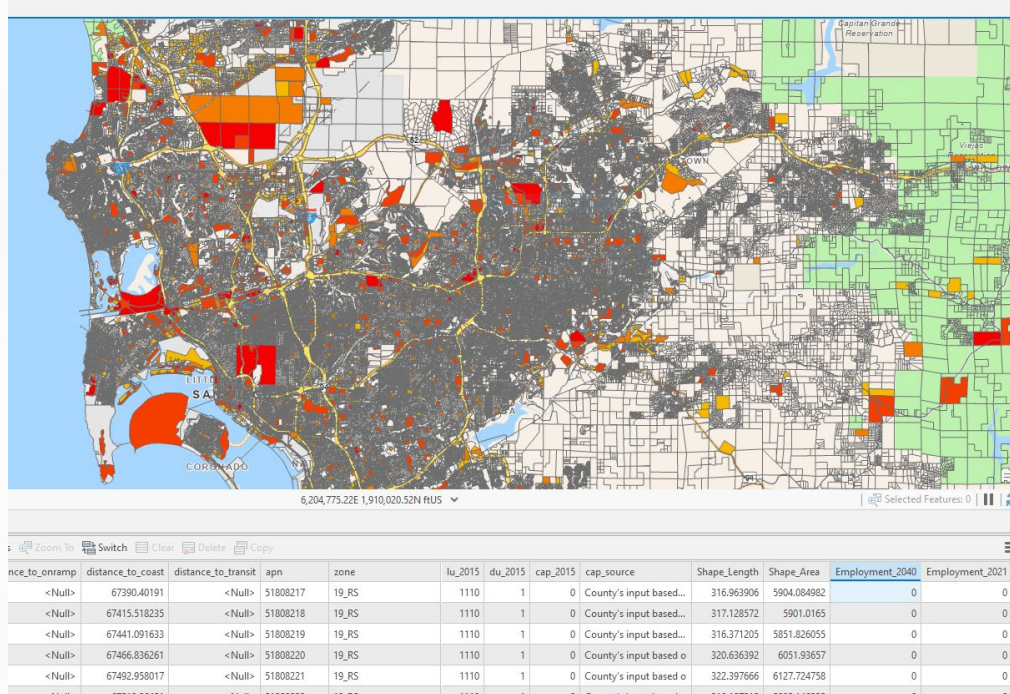 Capitan Grande
Reservation
52
TOWN
Viejas
LITTL
SA
CORONADO
6,204,775.22E 1,910,020.52N ftUS
Selected Features: 0
Zoom To Switch Clear Delete Copy
nce_to_onramp distance_to_coast distance_to_transit apn zone lu_2015 du_2015 cap_2015 cap_source Shape_Length Shape_Area Employment_2040 Employment_2021
<Null> 67390.40191 <Null> 51808217 19_RS 1110 1 0 County's input based... 316.963906 5904.084982 0 0
<Null> 67415.518235 <Null> 51808218 19_RS 1110 1 0 County's input based... 317.128572 5901.0165 0 0
<Null> 67441.091633 <Null> 51808219 19_RS 1110 1 0 County's input based... 316.371205 5851.826055 0 0
<Null> 67466.836261 <Null> 51808220 19_RS 1110 1 0 County's input based o 320.636392 6051.93657 0 0
<Null> 67492.958017 <Null> 51808221 19_RS 1110 1 0 County's input based o 322.397666 6127.724758 0 0